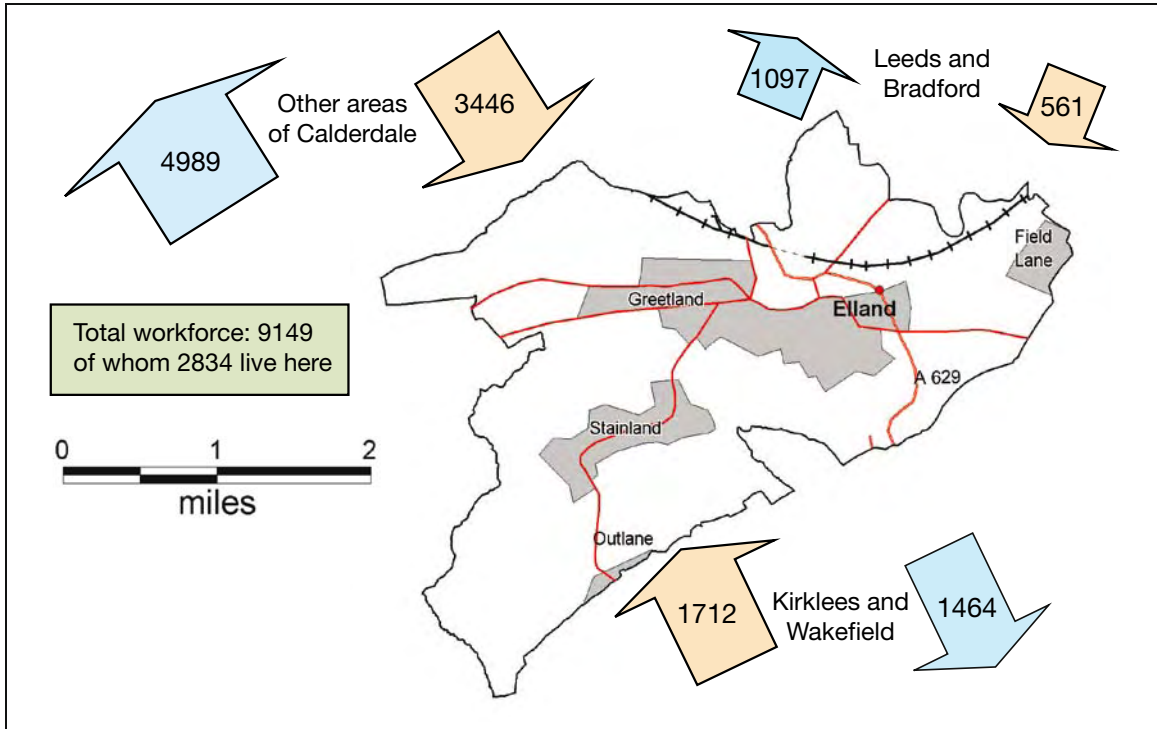 4989
Other areas
of Calderdale
3446
1097
Leeds and
Bradford
561
Field
Lane
Greetland
Elland
Total workforce: 9149
of whom 2834 live here
A 629
Stainland
0 1 2
miles
Outlane
1712
Kirklees and
Wakefield
1464